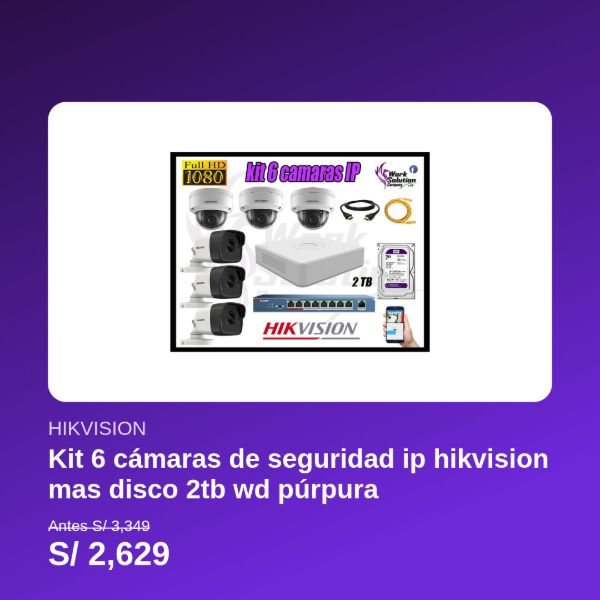 Full HD
1080
kit 6 camaras IP
Work
Solution
Company
2 TB
HIKVISION
HIKVISION
Kit 6 cámaras de seguridad ip hikvision
mas disco 2tb wd púrpura
Antes S/ 3,349
S/ 2,629